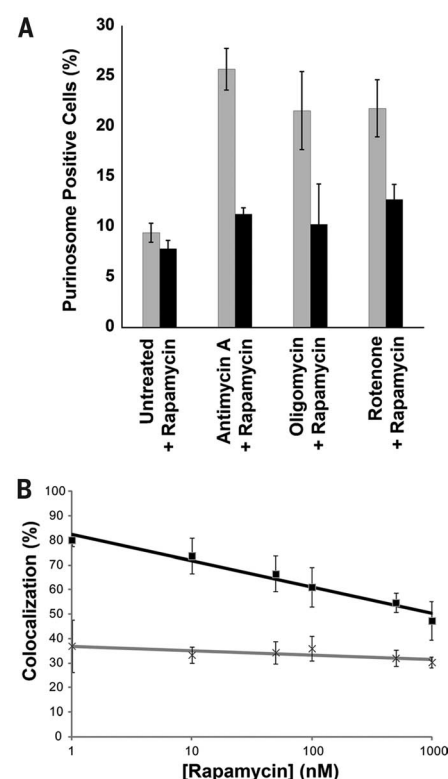 A
Purinosome Positive Cells (%)
30
25
20
15
10
5
0
Untreated
+ Rapamycin
Antimycin A
+ Rapamycin
Oligomycin
+ Rapamycin
Rotenone
+ Rapamycin
B
Colocalization (%)
100
90
80
70
60
50
40
30
20
10
0
1 10 100 1000
[Rapamycin] (nM)